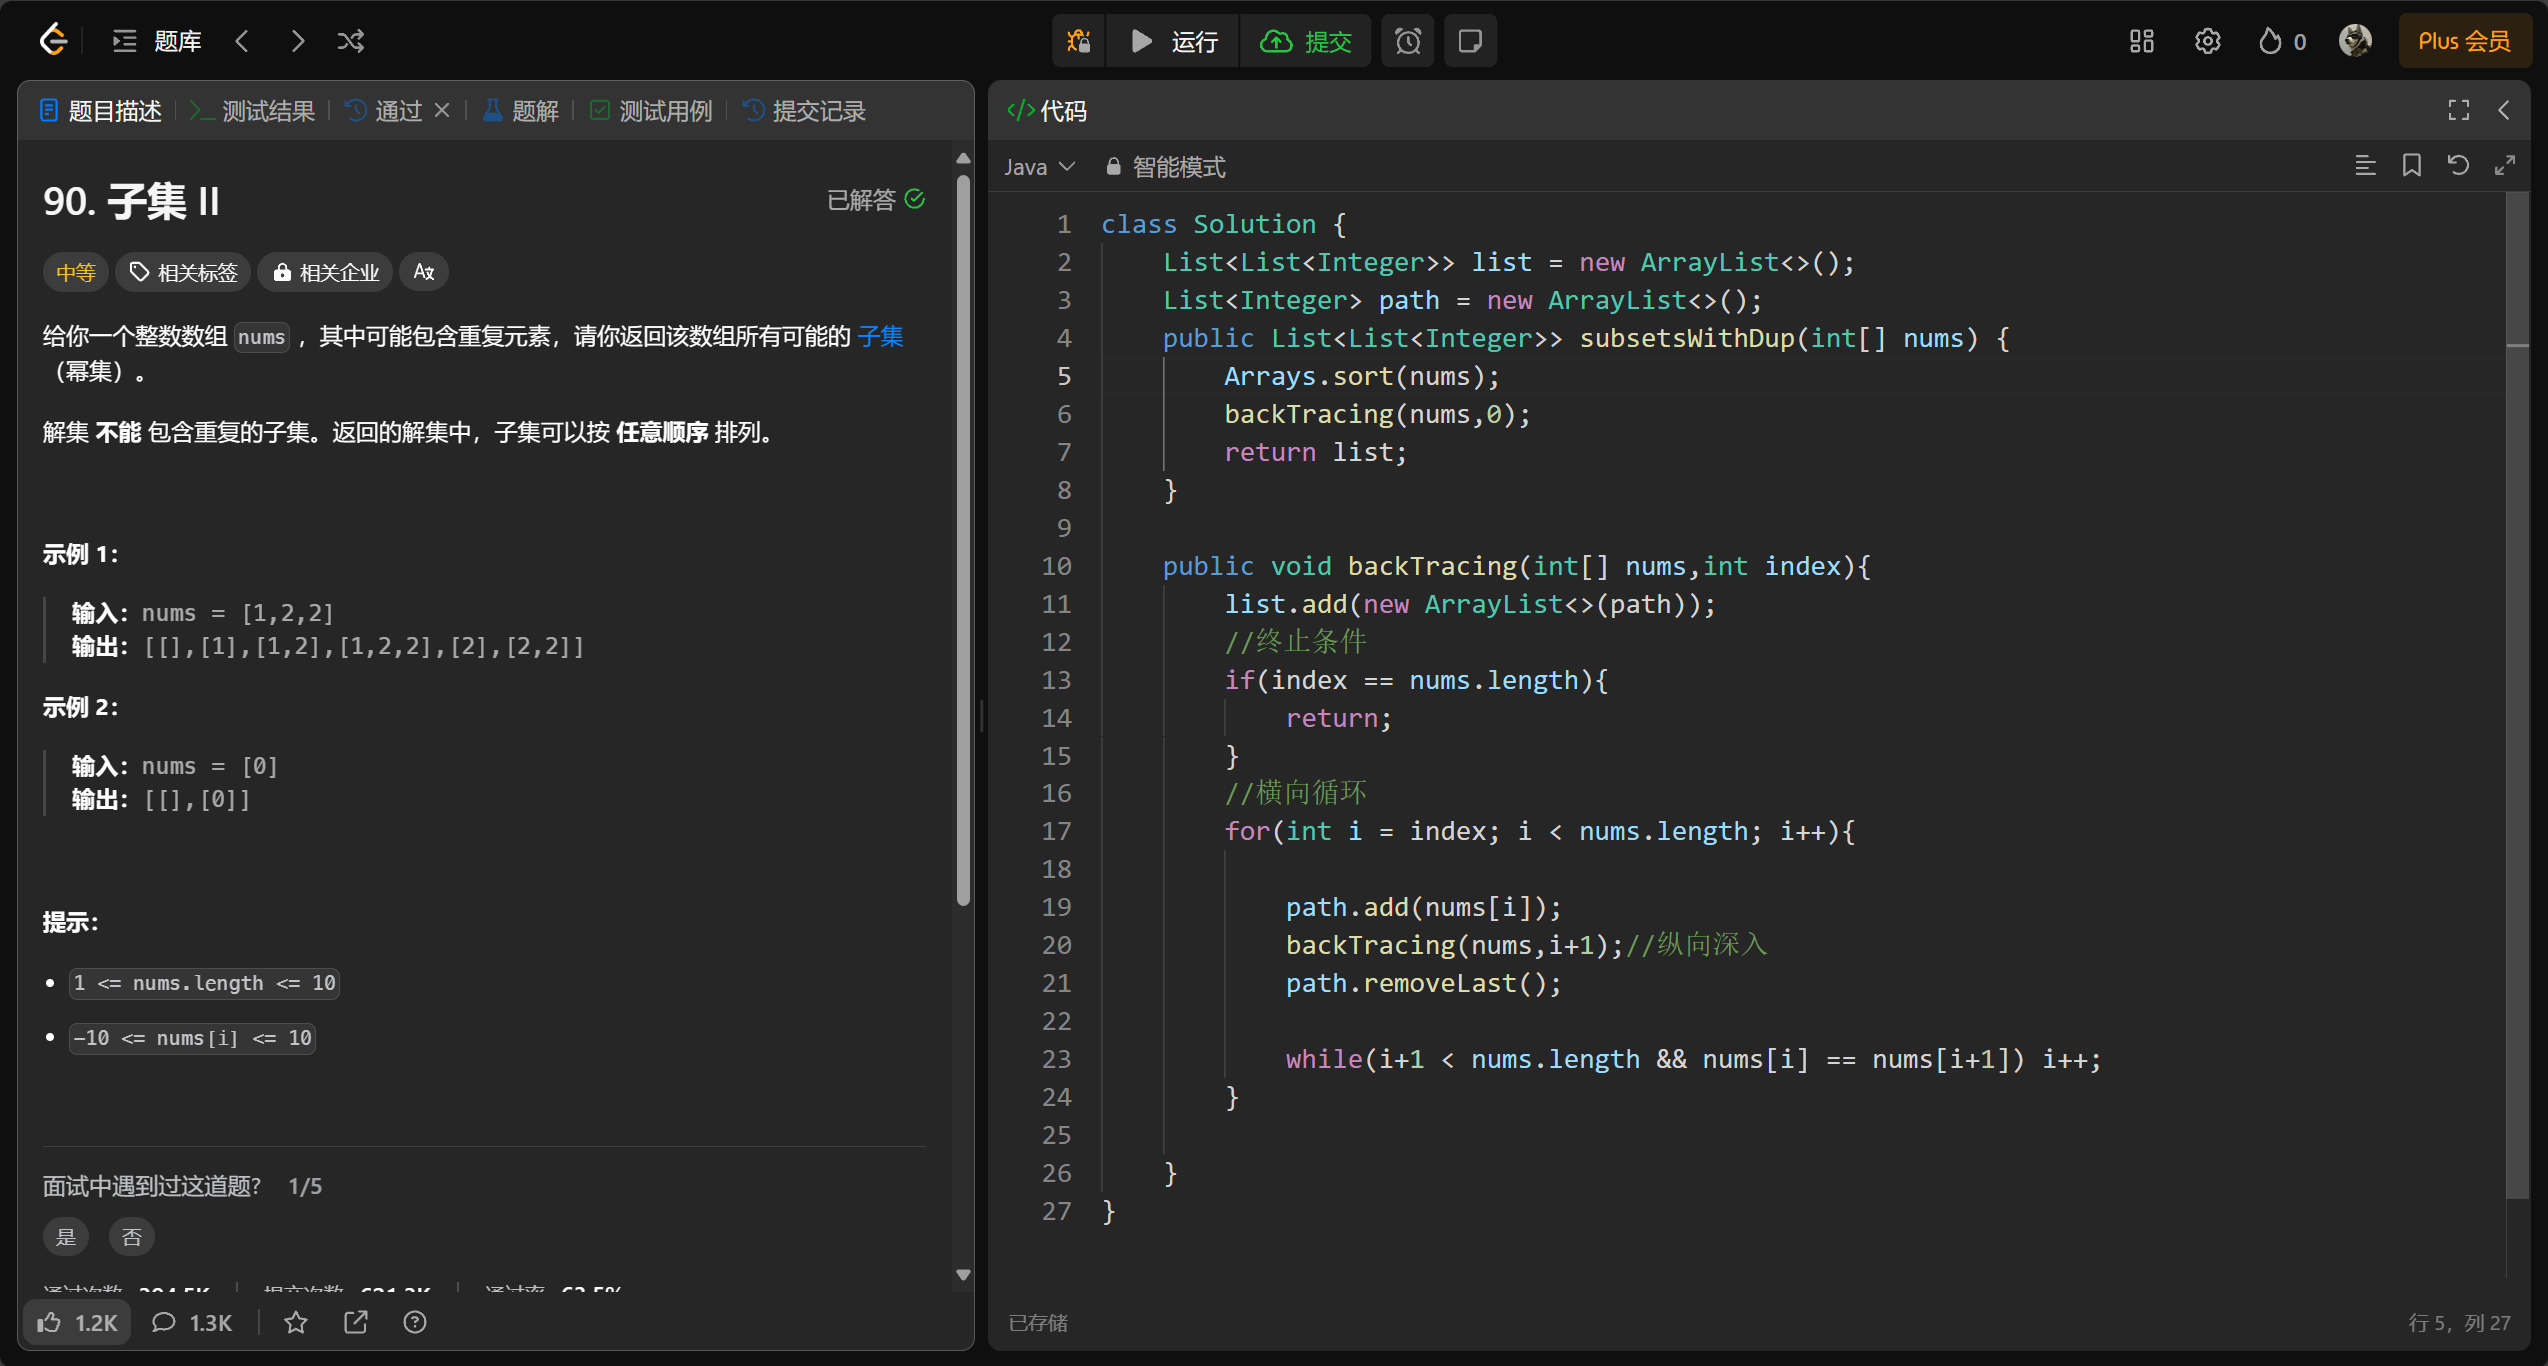 题库
运行
提交
0
Plus 会员
题目描述
测试结果
通过
题解
测试用例
提交记录
90. 子集 II
已解答
中等
相关标签
相关企业
给你一个整数数组 nums ，其中可能包含重复元素，请你返回该数组所有可能的 子集
（幂集）。
解集 不能 包含重复的子集。返回的解集中，子集可以按 任意顺序 排列。
示例 1：
输入：nums = [1,2,2]
输出：[[],[1],[1,2],[1,2,2],[2],[2,2]]
示例 2：
输入：nums = [0]
输出：[[],[0]]
提示：
1 <= nums.length <= 10
-10 <= nums[i] <= 10
面试中遇到过这道题? 1/5
是
否
1.2K
1.3K
</> 代码
Java
智能模式
1 class Solution {
2     List<List<Integer>> list = new ArrayList<>();
3     List<Integer> path = new ArrayList<>();
4     public List<List<Integer>> subsetsWithDup(int[] nums) {
5         Arrays.sort(nums);
6         backTracing(nums,0);
7         return list;
8     }
9
10     public void backTracing(int[] nums,int index){
11         list.add(new ArrayList<>(path));
12         //终止条件
13         if(index == nums.length){
14             return;
15         }
16         //横向循环
17         for(int i = index; i < nums.length; i++){
18
19             path.add(nums[i]);
20             backTracing(nums,i+1);//纵向深入
21             path.removeLast();
22
23             while(i+1 < nums.length && nums[i] == nums[i+1]) i++;
24         }
25
26     }
27 }
已存储
行 5，列 27